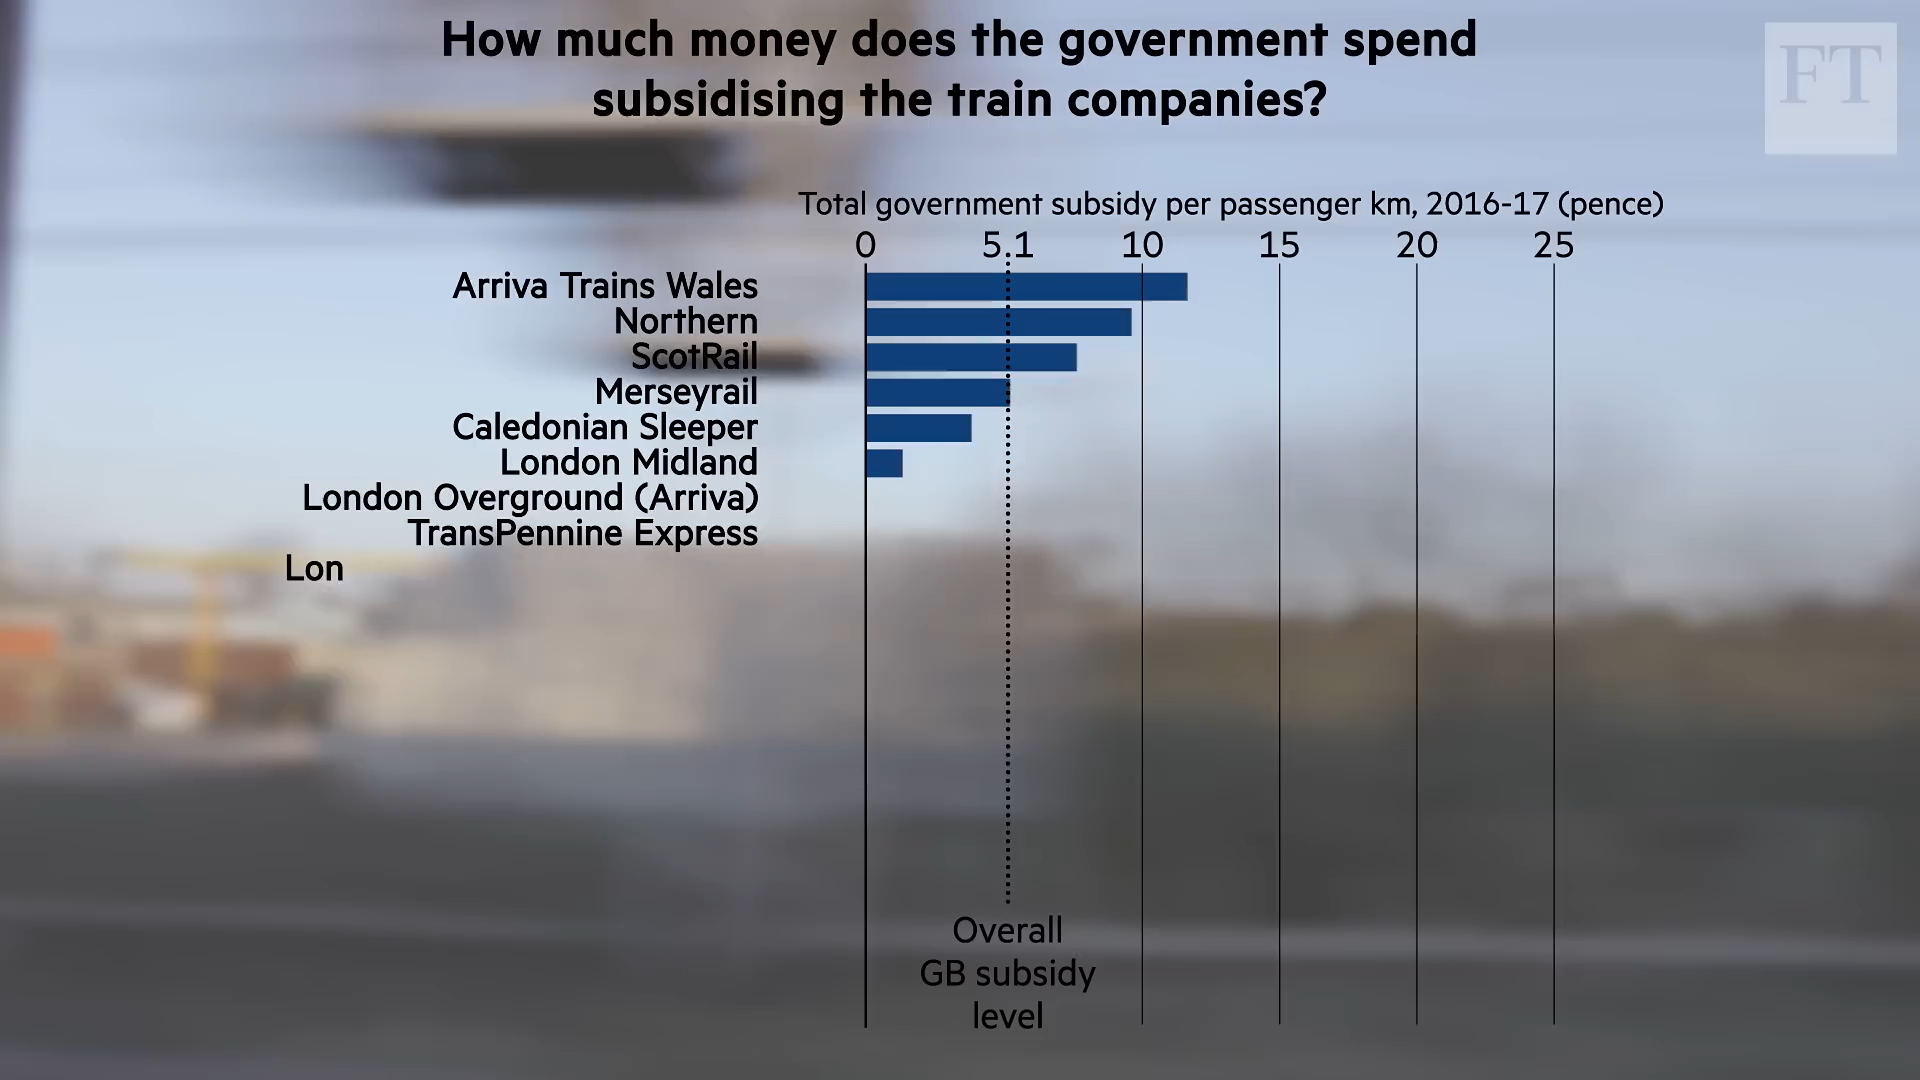 How much money does the government spend
subsidising the train companies?
FT
Total government subsidy per passenger km, 2016-17 (pence)
0 5.1 10 15 20 25
Arriva Trains Wales
Northern
ScotRail
Merseyrail
Caledonian Sleeper
London Midland
London Overground (Arriva)
TransPennine Express
Lon
Overall
GB subsidy
level